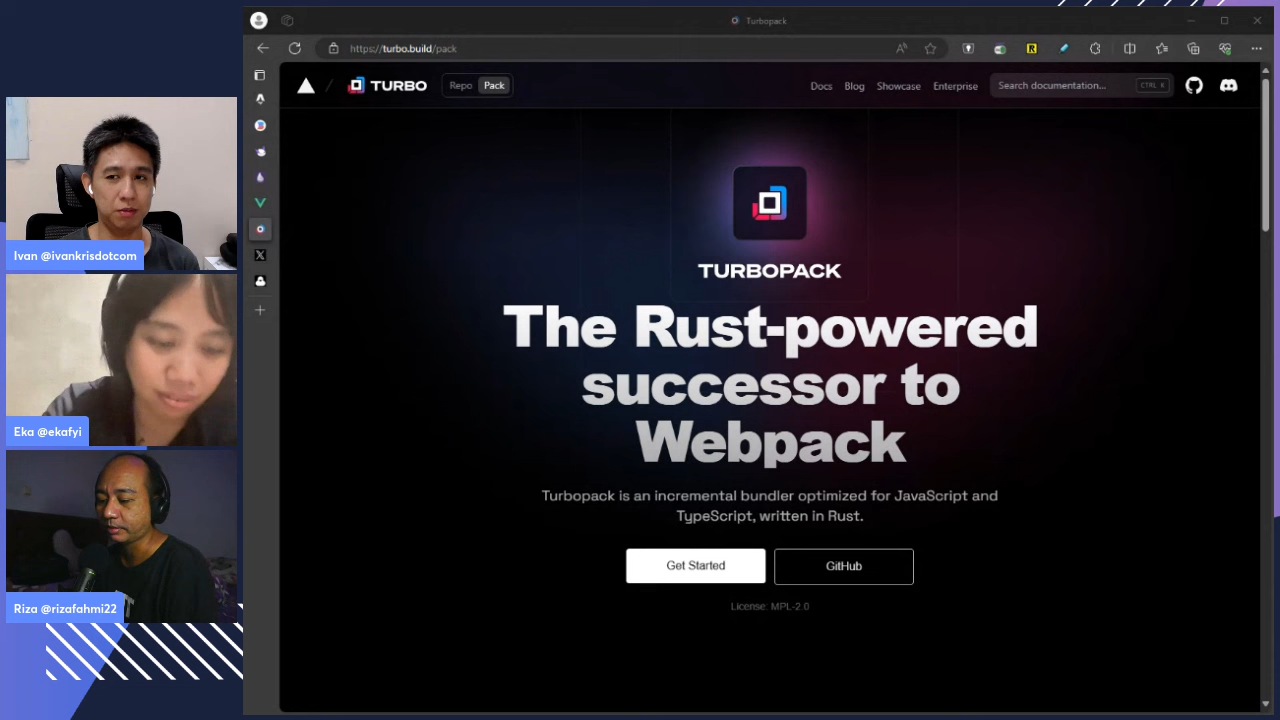 Turbopack
https://turbo.build/pack
TURBO
Repo
Pack
Docs
Blog
Showcase
Enterprise
Search documentation...
CTRL K
TURBOPACK
The Rust-powered
successor to
Webpack
Turbopack is an incremental bundler optimized for JavaScript and
TypeScript, written in Rust.
Get Started
GitHub
License: MPL-2.0
Ivan @ivankrisdotcom
Eka @ekafyi
Riza @rizafahmi22